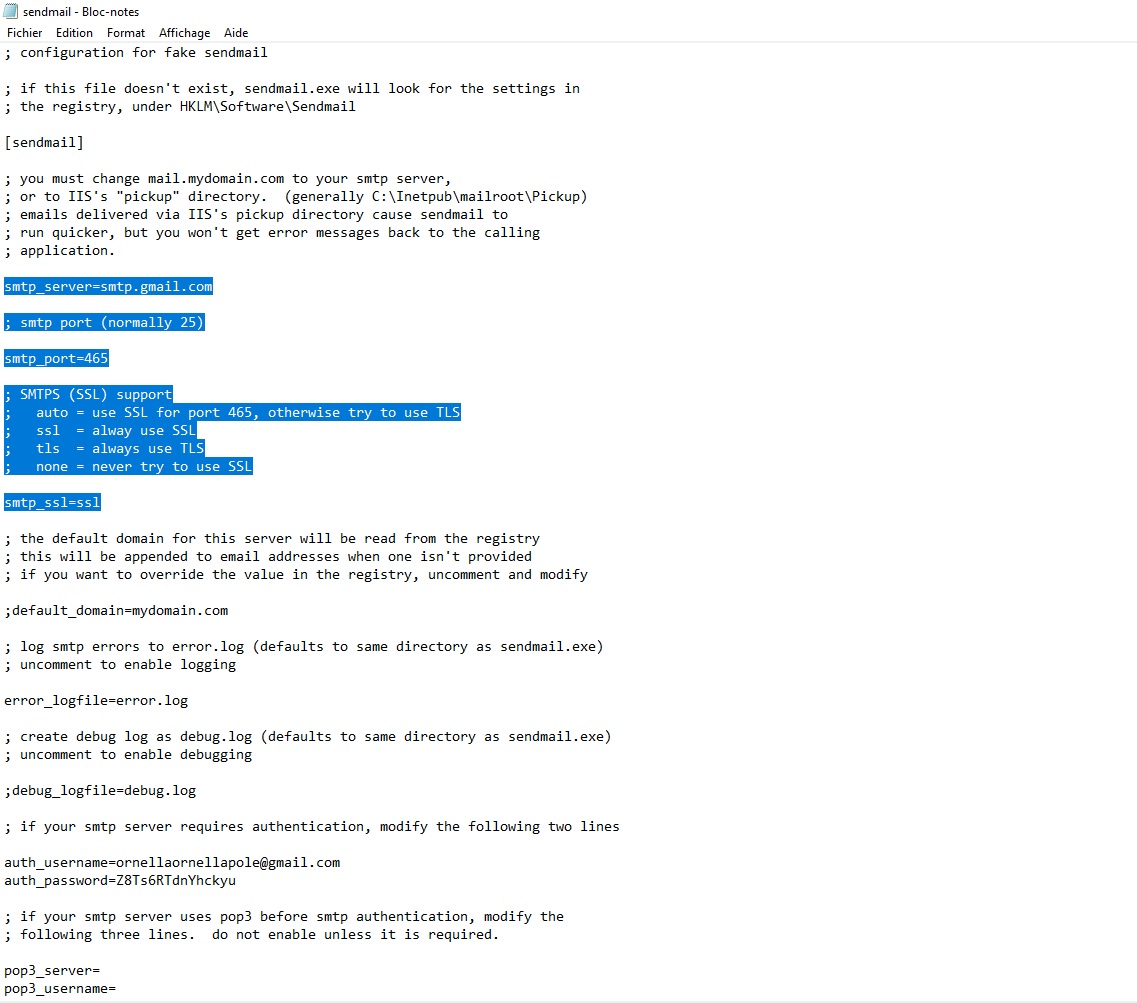 sendmail - Bloc-notes
Fichier Edition Format Affichage Aide
; configuration for fake sendmail
; if this file doesn't exist, sendmail.exe will look for the settings in
; the registry, under HKLM\Software\Sendmail
[sendmail]
; you must change mail.mydomain.com to your smtp server,
; or to IIS's "pickup" directory.  (generally C:\Inetpub\mailroot\Pickup)
; emails delivered via IIS's pickup directory cause sendmail to
; run quicker, but you won't get error messages back to the calling
; application.
smtp_server=smtp.gmail.com
; smtp port (normally 25)
smtp_port=465
; SMTPS (SSL) support
;   auto = use SSL for port 465, otherwise try to use TLS
;   ssl  = alway use SSL
;   tls  = always use TLS
;   none = never try to use SSL
smtp_ssl=ssl
; the default domain for this server will be read from the registry
; this will be appended to email addresses when one isn't provided
; if you want to override the value in the registry, uncomment and modify
;default_domain=mydomain.com
; log smtp errors to error.log (defaults to same directory as sendmail.exe)
; uncomment to enable logging
error_logfile=error.log
; create debug log as debug.log (defaults to same directory as sendmail.exe)
; uncomment to enable debugging
;debug_logfile=debug.log
; if your smtp server requires authentication, modify the following two lines
auth_username=ornellaornellapole@gmail.com
auth_password=Z8Ts6RTdnYhckyu
; if your smtp server uses pop3 before smtp authentication, modify the
; following three lines.  do not enable unless it is required.
pop3_server=
pop3_username=